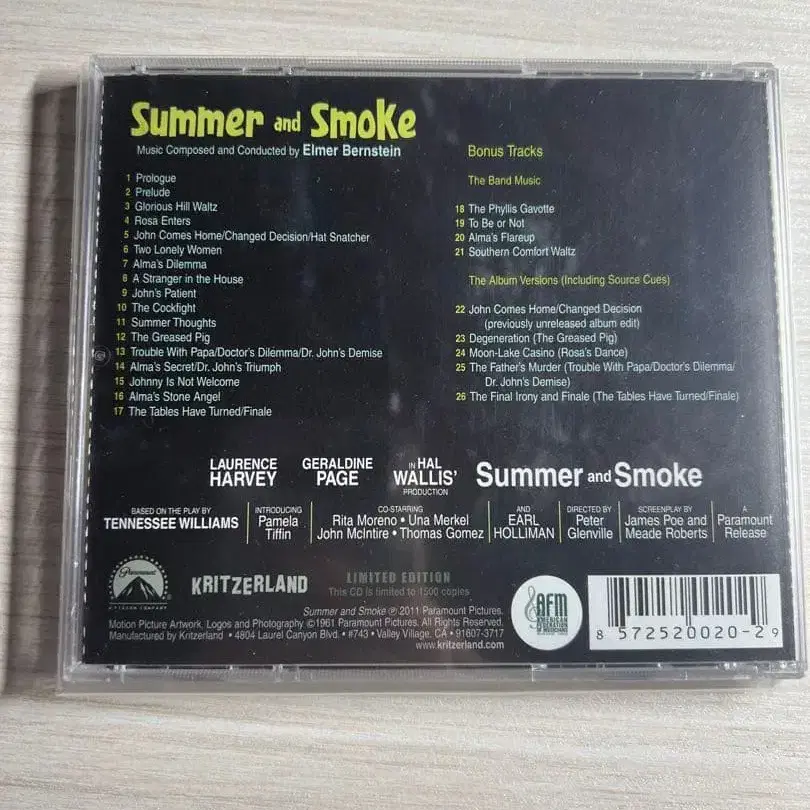 Summer and Smoke
Music Composed and Conducted by Elmer Bernstein
1 Prologue
2 Prelude
3 Glorious Hill Waltz
4 Rosa Enters
5 John Comes Home/Changed Decision/Hat Snatcher
6 Two Lonely Women
7 Alma's Dilemma
8 A Stranger in the House
9 John's Patient
10 The Cockfight
11 Summer Thoughts
12 The Greased Pig
13 Trouble With Papa/Doctor's Dilemma/Dr. John's Demise
14 Alma's Secret/Dr. John's Triumph
15 Johnny Is Not Welcome
16 Alma's Stone Angel
17 The Tables Have Turned/Finale
Bonus Tracks
The Band Music
18 The Phyllis Gavotte
19 To Be or Not
20 Alma's Flareup
21 Southern Comfort Waltz
The Album Versions (Including Source Cues)
22 John Comes Home/Changed Decision
(previously unreleased album edit)
23 Degeneration (The Greased Pig)
24 Moon-Lake Casino (Rosa's Dance)
25 The Father's Murder (Trouble With Papa/Doctor's Dilemma/
Dr. John's Demise)
26 The Final Irony and Finale (The Tables Have Turned/Finale)
LAURENCE
HARVEY
GERALDINE
PAGE
IN HAL
WALLIS'
PRODUCTION
Summer and Smoke
BASED ON THE PLAY BY
TENNESSEE WILLIAMS
INTRODUCING
Pamela
Tiffin
CO-STARRING
Rita Moreno • Una Merkel
John McIntire • Thomas Gomez
AND
EARL
HOLLIMAN
DIRECTED BY
Peter
Glenville
SCREENPLAY BY
James Poe and
Meade Roberts
A
Paramount
Release
Paramount
KRITZERLAND
LIMITED EDITION
This CD is limited to 1500 copies
Summer and Smoke ℗ 2011 Paramount Pictures.
Motion Picture Artwork, Logos and Photography ©1961 Paramount Pictures. All Rights Reserved.
Manufactured by Kritzerland • 4804 Laurel Canyon Blvd. • #743 • Valley Village, CA • 91607-3717
www.kritzerland.com
AFM
AMERICAN
FEDERATION
OF MUSICIANS
8 572520020-2 9